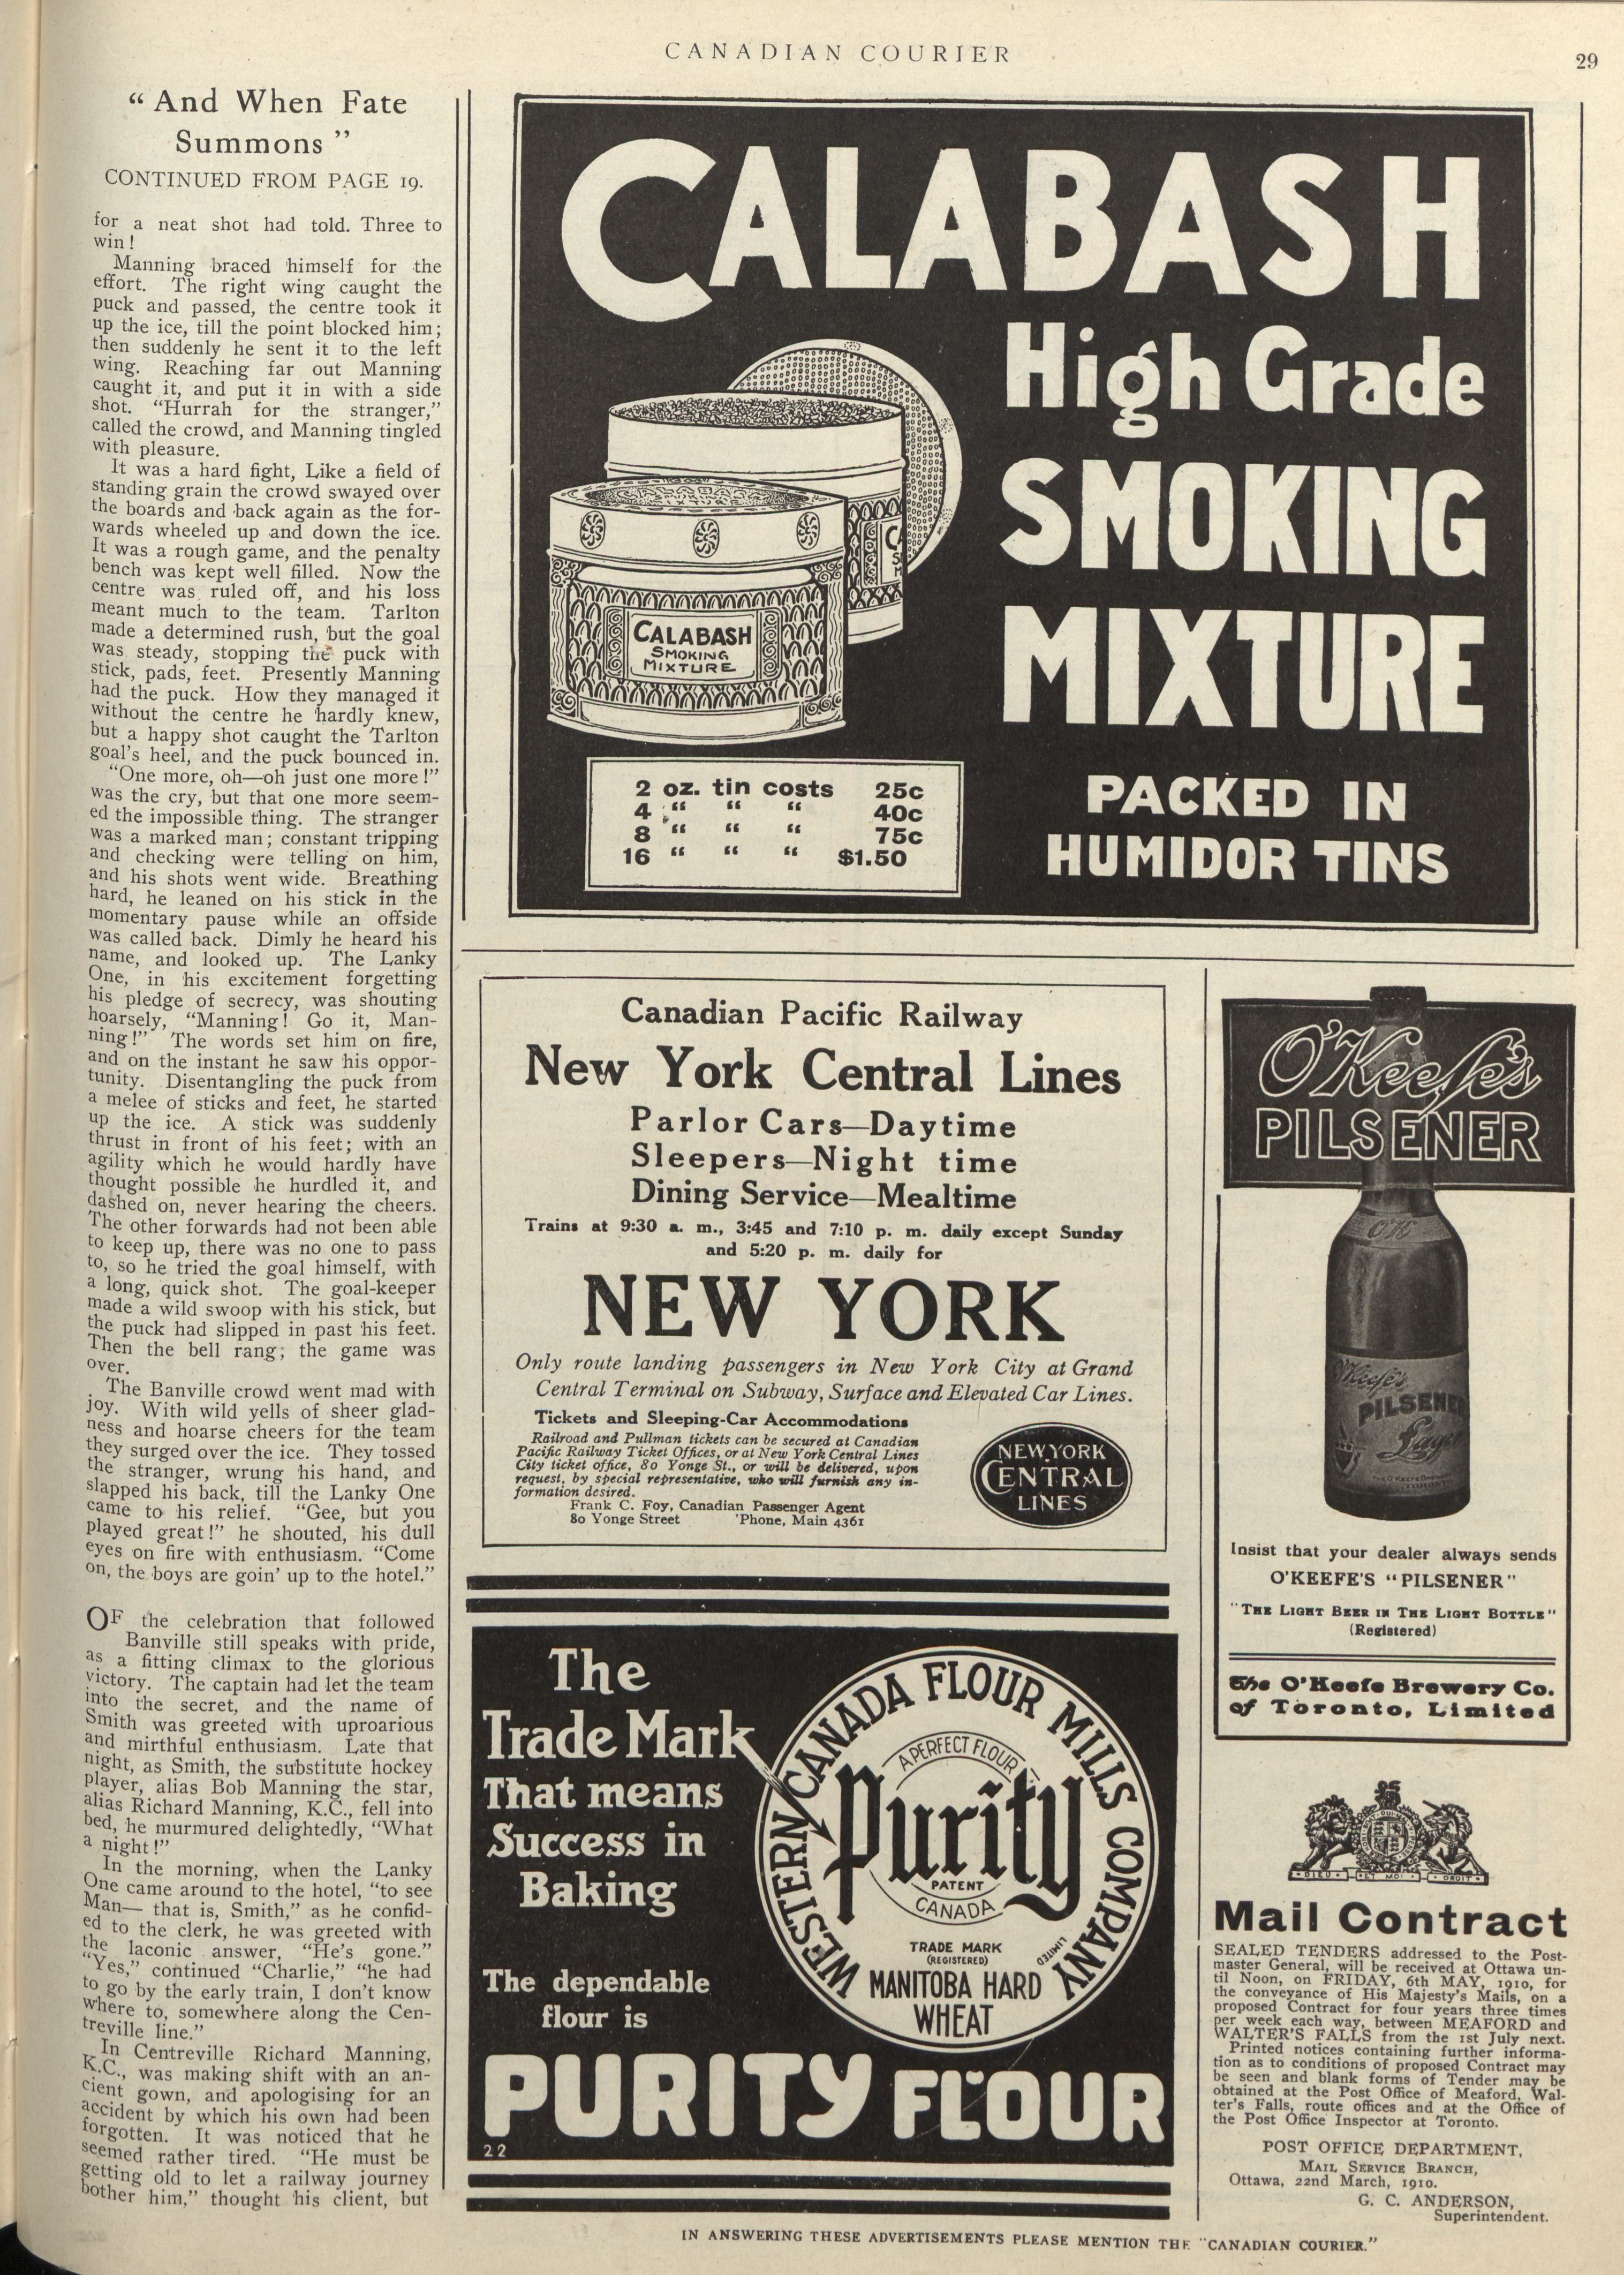 CANADIAN COURIER
29
“ And When Fate
Summons ”
CONTINUED FROM PAGE 19.
for a neat shot had told. Three to
win !
Manning braced himself for the
effort. The right wing caught the
puck and passed, the centre took it
up the ice, till the point blocked him;
then suddenly he sent it to the left
wing. Reaching far out Manning
caught it, and put it in with a side
shot. “Hurrah for the stranger,”
called the crowd, and Manning tingled
with pleasure.
It was a hard fight, Like a field of
standing grain the crowd swayed over
the boards and back again as the for-
wards wheeled up and down the ice.
It was a rough game, and the penalty
bench was kept well filled. Now the
centre was ruled off, and his loss
meant much to the team. Tarlton
made a determined rush, but the goal
was steady, stopping the puck with
stick, pads, feet. Presently Manning
had the puck. How they managed it
without the centre he hardly knew,
but a happy shot caught the Tarlton
goal's heel, and the puck bounced in.
“One more, oh—oh just one more!”
was the cry, but that one more seem-
ed the impossible thing. The stranger
was a marked man; constant tripping
and checking were telling on him,
and his shots went wide. Breathing
hard, he leaned on his stick in the
momentary pause while an offside
was called back. Dimly he heard his
name, and looked up. The Lanky
One, in his excitement forgetting
his pledge of secrecy, was shouting
hoarsely, “Manning! Go it, Man-
ning!” The words set him on fire,
and on the instant he saw his oppor-
tunity. Disentangling the puck from
a melee of sticks and feet, he started
up the ice. A stick was suddenly
thrust in front of his feet; with an
agility which he would hardly have
thought possible he hurdled it, and
dashed on, never hearing the cheers.
The other forwards had not been able
to keep up, there was no one to pass
to, so he tried the goal himself, with
a long, quick shot. The goal-keeper
made a wild swoop with his stick, but
the puck had slipped in past his feet.
Then the bell rang; the game was
over.
The Banville crowd went mad with
joy. With wild yells of sheer glad-
ness and hoarse cheers for the team
they surged over the ice. They tossed
the stranger, wrung his hand, and
slapped his back, till the Lanky One
came to his relief. “Gee, but you
played great!” he shouted, his dull
eyes on fire with enthusiasm. “Come
on, the boys are goin' up to the hotel.”
OF the celebration that followed
Banville still speaks with pride,
as a fitting climax to the glorious
victory. The captain had let the team
into the secret, and the name of
Smith was greeted with uproarious
and mirthful enthusiasm. Late that
night, as Smith, the substitute hockey
player, alias Bob Manning the star,
alias Richard Manning, K.C., fell into
bed, he murmured delightedly, “What
a night!”
In the morning, when the Lanky
One came around to the hotel, “to see
Man— that is, Smith,” as he confid-
ed to the clerk, he was greeted with
the laconic answer, “He's gone.”
“Yes,” continued “Charlie,” “he had
to go by the early train, I don't know
where to, somewhere along the Cen-
treville line.”
In Centreville Richard Manning,
K.C., was making shift with an an-
cient gown, and apologising for an
accident by which his own had been
forgotten. It was noticed that he
seemed rather tired. “He must be
getting old to let a railway journey
bother him,” thought his client, but
CALABASH
High Grade
SMOKING
MIXTURE
CALABASH
SMOKING
MIXTURE
2 oz. tin costs 25c
4 “ “ “ 40c
8 “ “ “ 75c
16 “ “ “ $1.50
PACKED IN
HUMIDOR TINS
Canadian Pacific Railway
New York Central Lines
Parlor Cars—Daytime
Sleepers—Night time
Dining Service—Mealtime
Trains at 9:30 a. m., 3:45 and 7:10 p. m. daily except Sunday
and 5:20 p. m. daily for
NEW YORK
Only route landing passengers in New York City at Grand
Central Terminal on Subway, Surface and Elevated Car Lines.
Tickets and Sleeping-Car Accommodations
Railroad and Pullman tickets can be secured at Canadian
Pacific Railway Ticket Offices, or at New York Central Lines
City ticket office, 80 Yonge St., or will be delivered, upon
request, by special representative, who will furnish any in-
formation desired.
Frank C. Foy, Canadian Passenger Agent
80 Yonge Street 'Phone, Main 4361
NEW YORK
CENTRAL
LINES
O'Keefe's
PILSENER
OK
O'Keefe's
PILSENER
Lager
Insist that your dealer always sends
O'KEEFE'S “PILSENER”
“THE LIGHT BEER IN THE LIGHT BOTTLE”
(Registered)
The O'Keefe Brewery Co.
of Toronto, Limited
The
Trade Mark
That means
Success in
Baking
The dependable
flour is
PURITY FLOUR
22
WESTERN CANADA FLOUR MILLS COMPANY
LIMITED
A PERFECT FLOUR
Purity
PATENT
CANADA
TRADE MARK
(REGISTERED)
MANITOBA HARD
WHEAT
DIEU ET MON DROIT
Mail Contract
SEALED TENDERS addressed to the Post-
master General, will be received at Ottawa un-
til Noon, on FRIDAY, 6th MAY, 1910, for
the conveyance of His Majesty's Mails, on a
proposed Contract for four years three times
per week each way, between MEAFORD and
WALTER'S FALLS from the 1st July next.
Printed notices containing further informa-
tion as to conditions of proposed Contract may
be seen and blank forms of Tender may be
obtained at the Post Office of Meaford, Wal-
ter's Falls, route offices and at the Office of
the Post Office Inspector at Toronto.
POST OFFICE DEPARTMENT,
MAIL SERVICE BRANCH,
Ottawa, 22nd March, 1910.
G. C. ANDERSON,
Superintendent.
IN ANSWERING THESE ADVERTISEMENTS PLEASE MENTION THE “CANADIAN COURIER.”